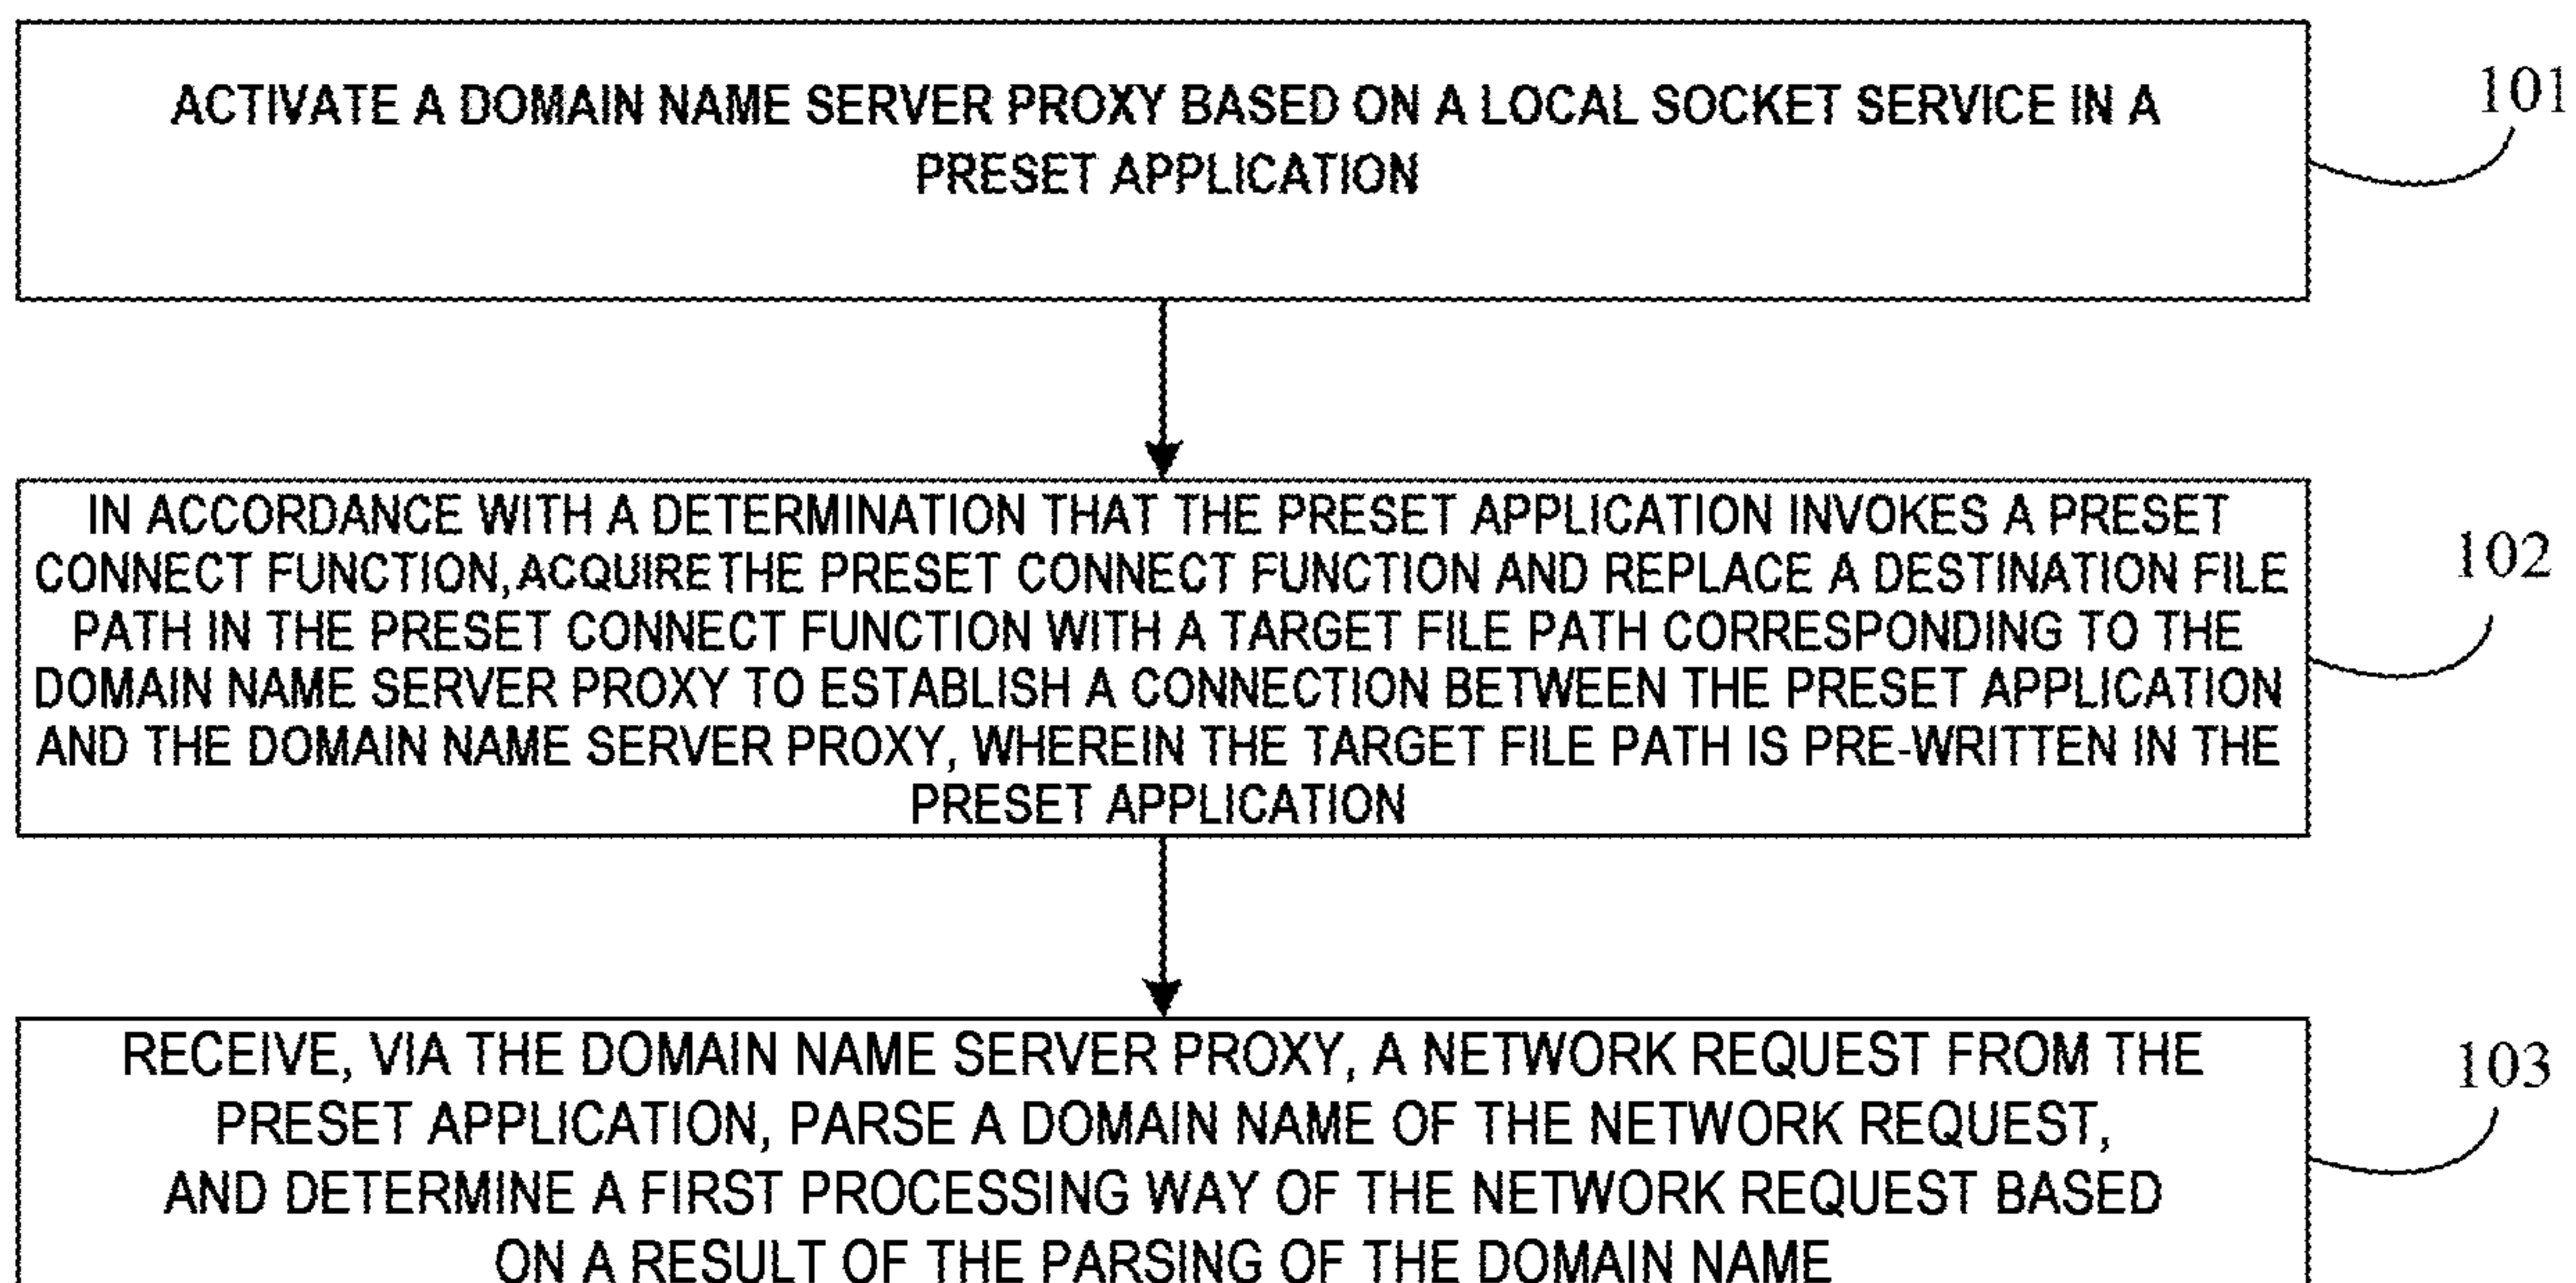 ACTIVATE A DOMAIN NAME SERVER PROXY BASED ON A LOCAL SOCKET SERVICE IN A
PRESET APPLICATION
101
IN ACCORDANCE WITH A DETERMINATION THAT THE PRESET APPLICATION INVOKES A PRESET
CONNECT FUNCTION, ACQUIRE THE PRESET CONNECT FUNCTION AND REPLACE A DESTINATION FILE
PATH IN THE PRESET CONNECT FUNCTION WITH A TARGET FILE PATH CORRESPONDING TO THE
DOMAIN NAME SERVER PROXY TO ESTABLISH A CONNECTION BETWEEN THE PRESET APPLICATION
AND THE DOMAIN NAME SERVER PROXY, WHEREIN THE TARGET FILE PATH IS PRE-WRITTEN IN THE
PRESET APPLICATION
102
RECEIVE, VIA THE DOMAIN NAME SERVER PROXY, A NETWORK REQUEST FROM THE
PRESET APPLICATION, PARSE A DOMAIN NAME OF THE NETWORK REQUEST,
AND DETERMINE A FIRST PROCESSING WAY OF THE NETWORK REQUEST BASED
ON A RESULT OF THE PARSING OF THE DOMAIN NAME
103